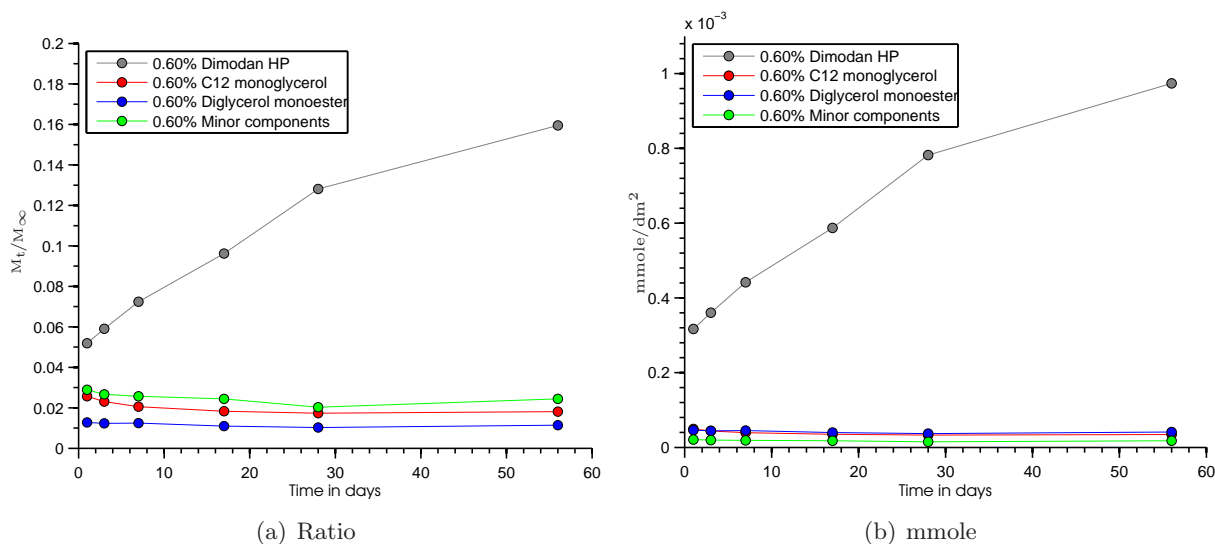 0.2
0.18
0.16
0.14
0.12
0.1
0.08
0.06
0.04
0.02
0
M_t/M_∞
0.60% Dimodan HP
0.60% C12 monoglycerol
0.60% Diglycerol monoester
0.60% Minor components
0 10 20 30 40 50 60
Time in days
(a) Ratio
x 10^−3
1
0.8
0.6
0.4
0.2
0
mmole/dm²
0.60% Dimodan HP
0.60% C12 monoglycerol
0.60% Diglycerol monoester
0.60% Minor components
0 10 20 30 40 50 60
Time in days
(b) mmole